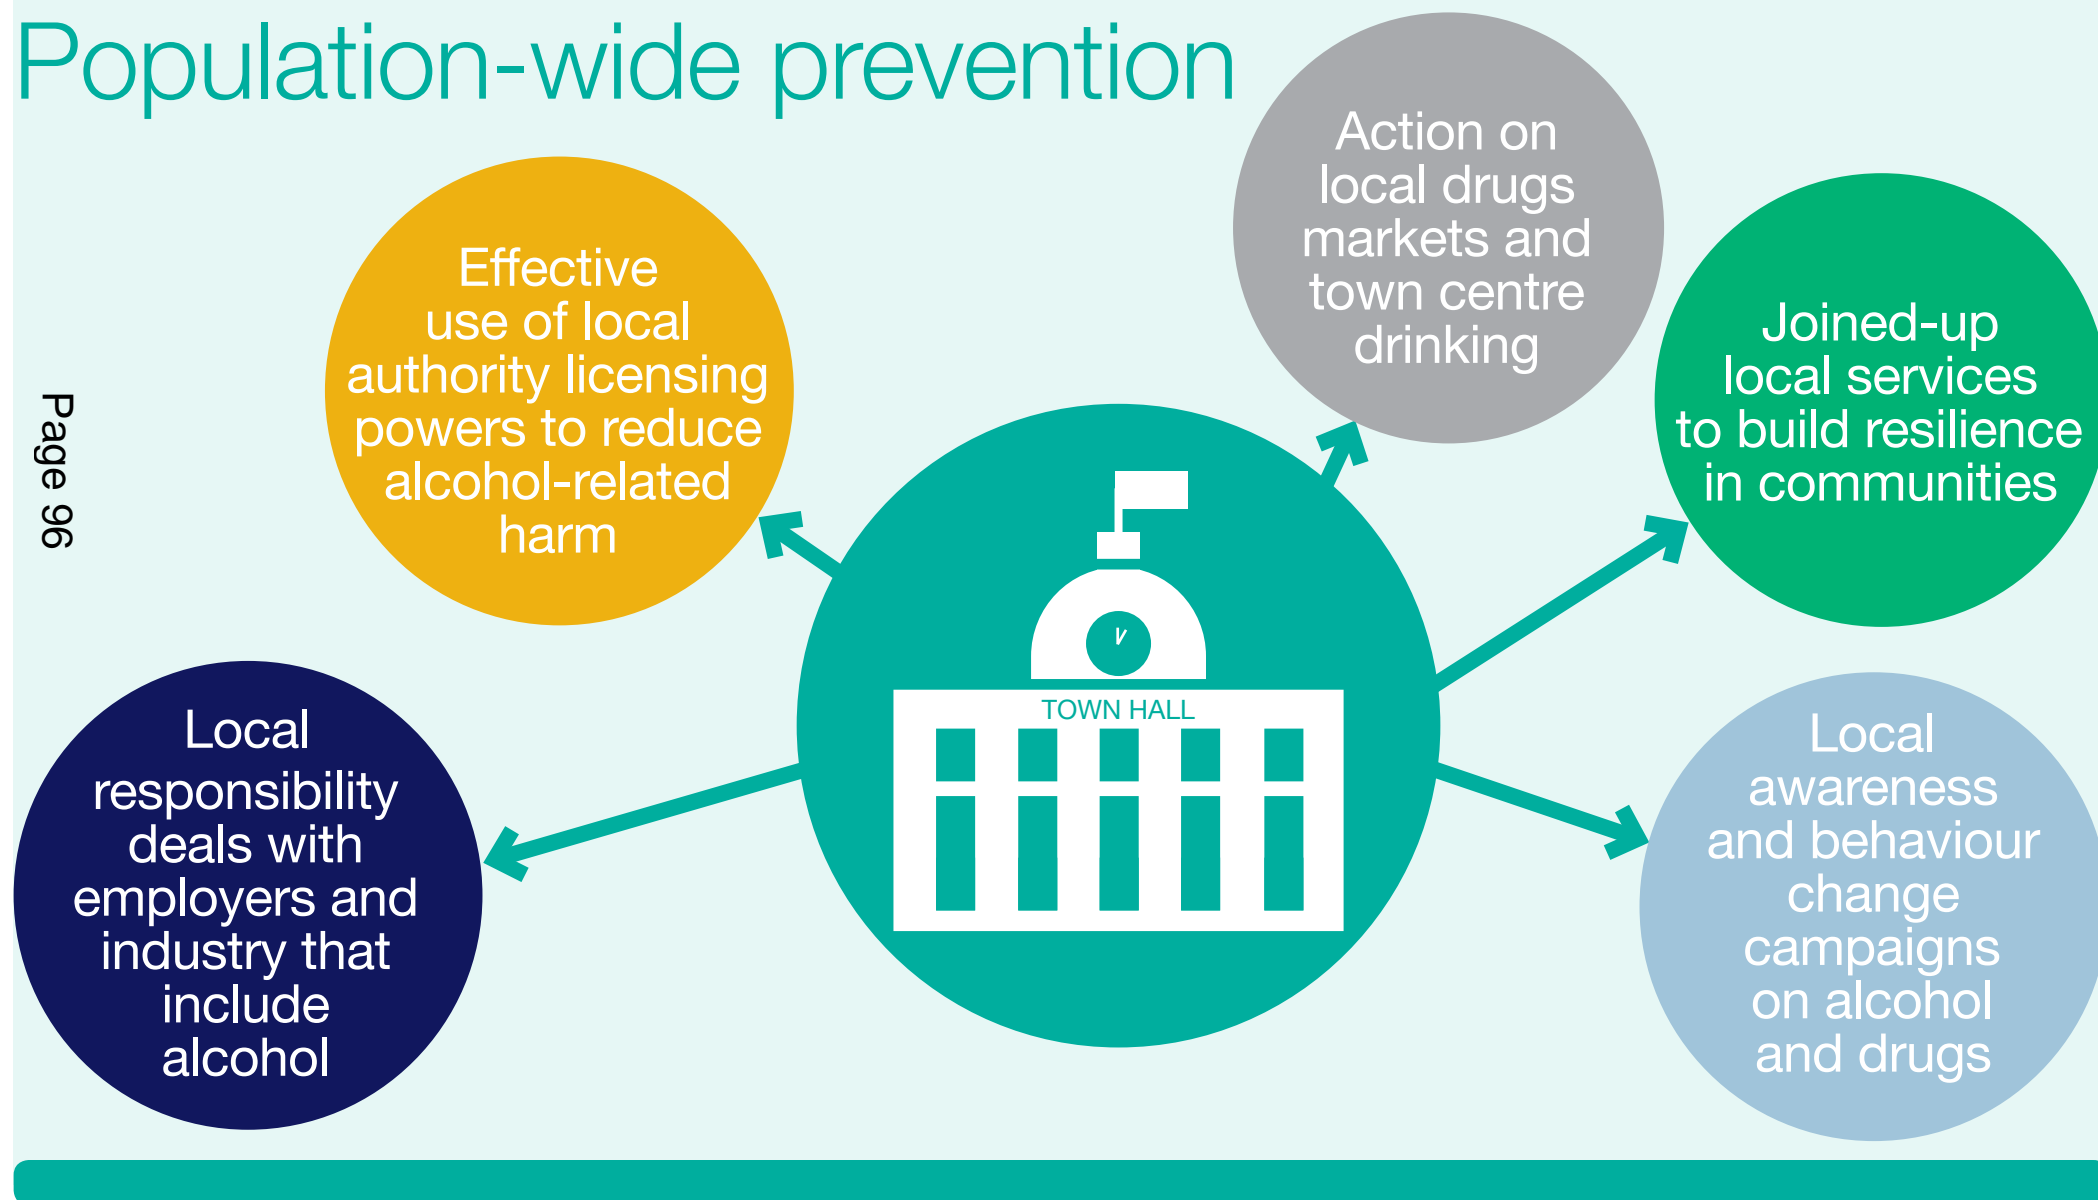 Population-wide prevention
Action on
local drugs
markets and
town centre
drinking
Effective
use of local
authority licensing
powers to reduce
alcohol-related
harm
Joined-up
local services
to build resilience
in communities
Page 96
TOWN HALL
Local
responsibility
deals with
employers and
industry that
include
alcohol
Local
awareness
and behaviour
change
campaigns
on alcohol
and drugs